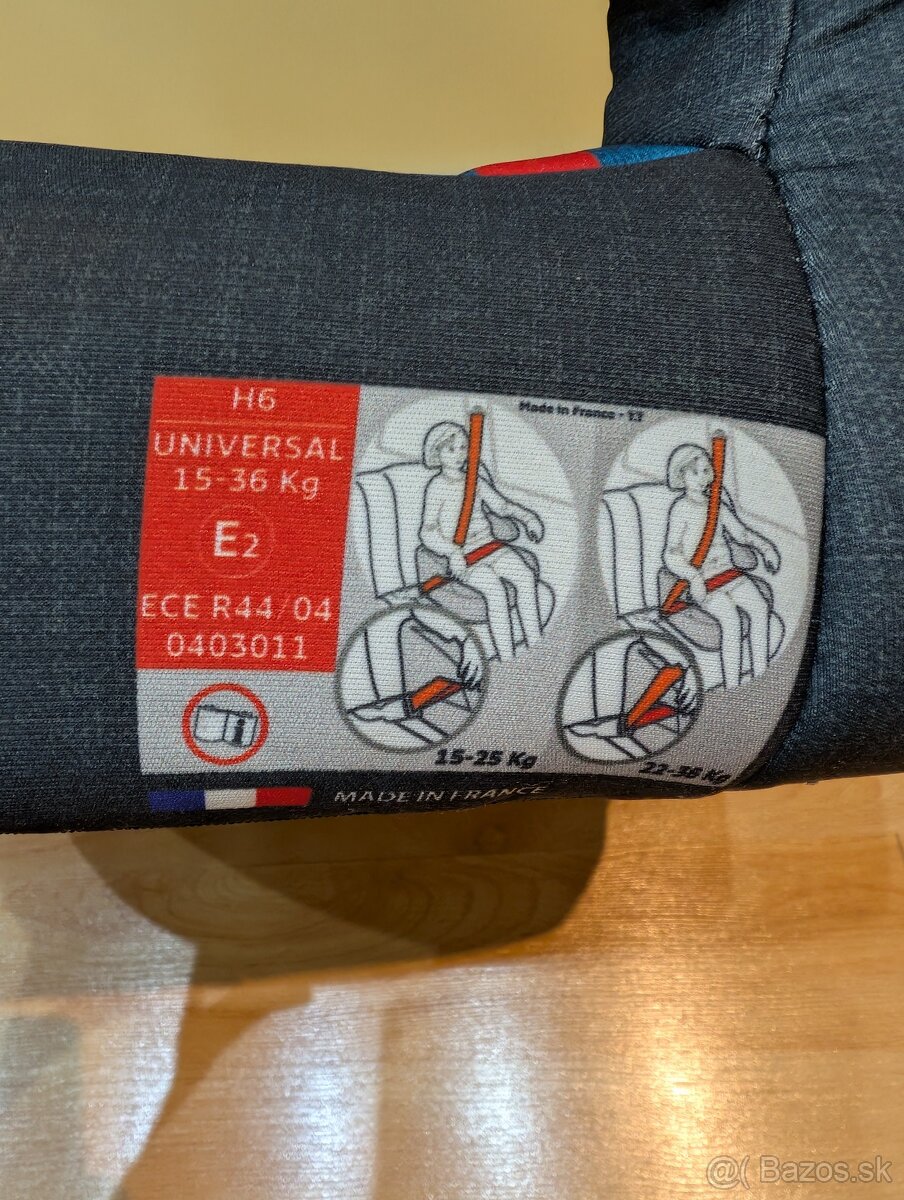 H6
UNIVERSAL
15-36 Kg
E2
ECE R44/04
0403011
Made in France - TT
15-25 Kg
22-36 Kg
MADE IN FRANCE
@( Bazos.sk